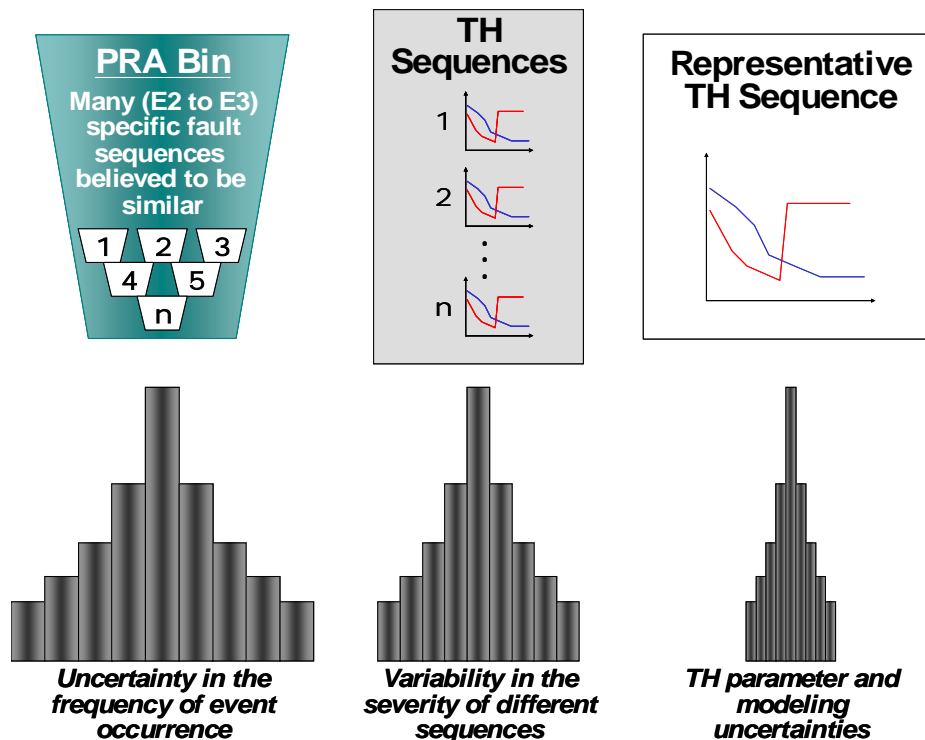 PRA Bin
Many (E2 to E3)
specific fault
sequences
believed to be
similar
1 2 3
4 5
n
TH
Sequences
1
2
n
Representative
TH Sequence
Uncertainty in the
frequency of event
occurrence
Variability in the
severity of different
sequences
TH parameter and
modeling
uncertainties